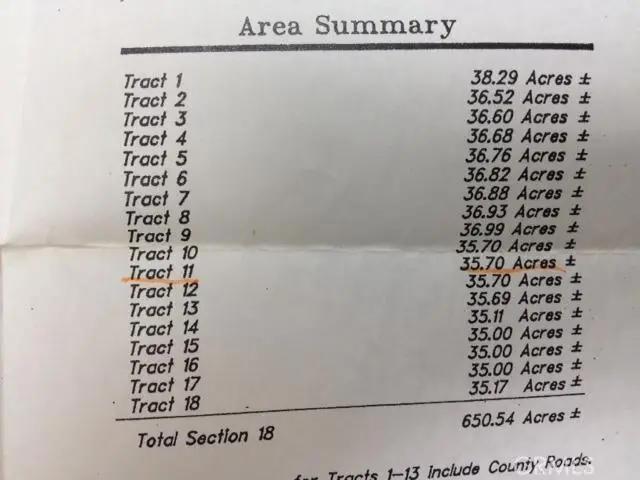 Area Summary
Tract 1 38.29 Acres ±
Tract 2 36.52 Acres ±
Tract 3 36.60 Acres ±
Tract 4 36.68 Acres ±
Tract 5 36.76 Acres ±
Tract 6 36.82 Acres ±
Tract 7 36.88 Acres ±
Tract 8 36.93 Acres ±
Tract 9 36.99 Acres ±
Tract 10 35.70 Acres ±
Tract 11 35.70 Acres ±
Tract 12 35.70 Acres ±
Tract 13 35.69 Acres ±
Tract 14 35.11 Acres ±
Tract 15 35.00 Acres ±
Tract 16 35.00 Acres ±
Tract 17 35.00 Acres ±
Tract 18 35.17 Acres ±
Total Section 18 650.54 Acres ±
for Tracts 1-13 include County Roads.